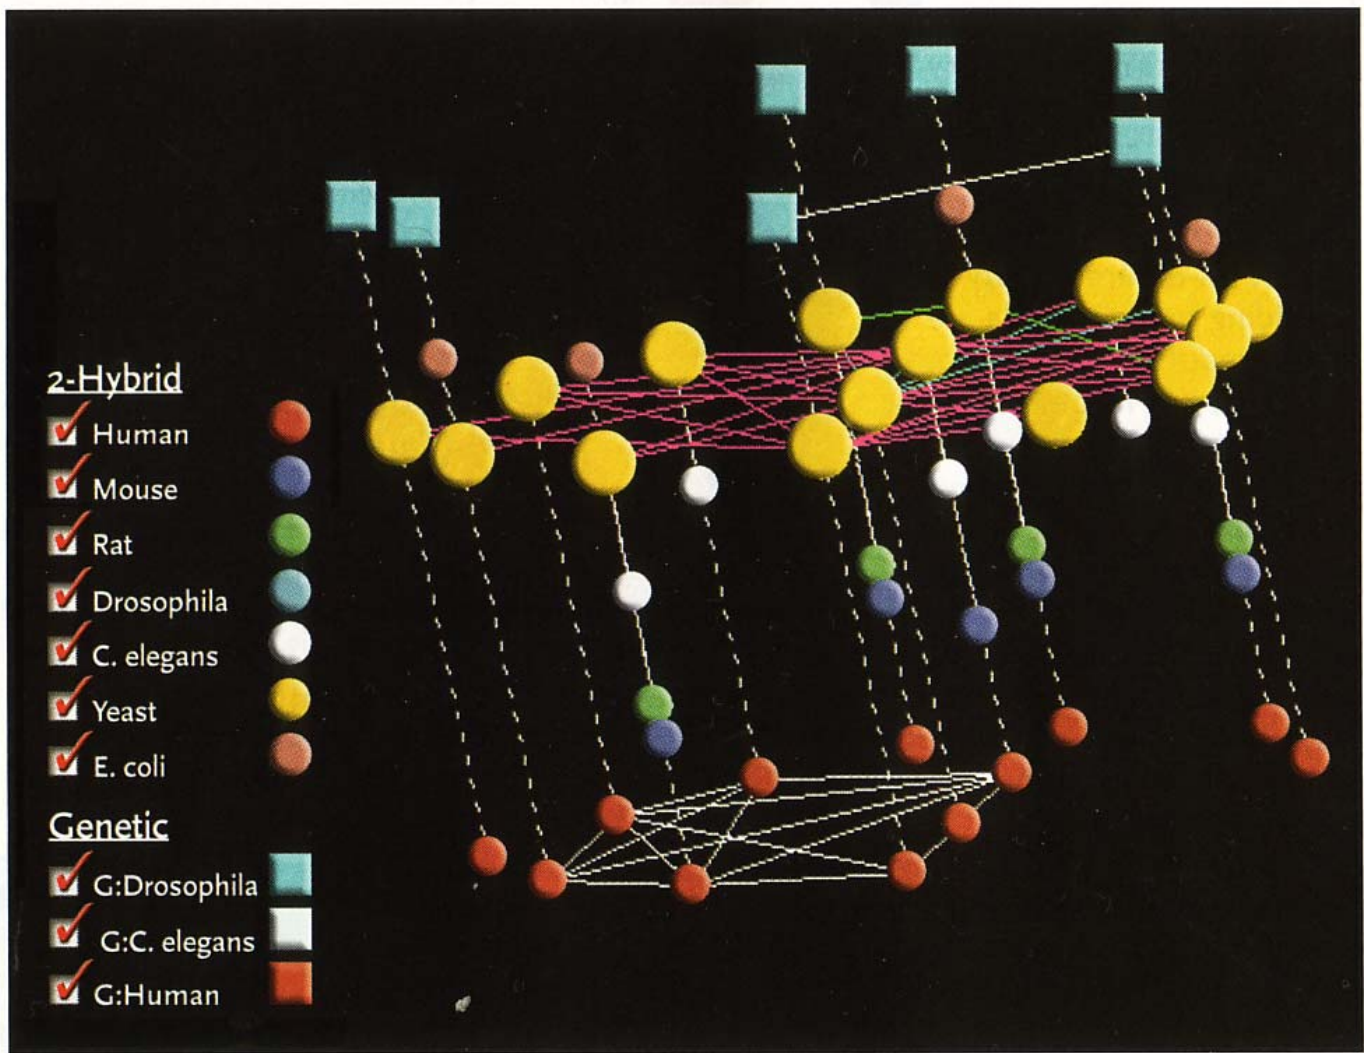 2-Hybrid
Human
Mouse
Rat
Drosophila
C. elegans
Yeast
E. coli
Genetic
G:Drosophila
G:C. elegans
G:Human